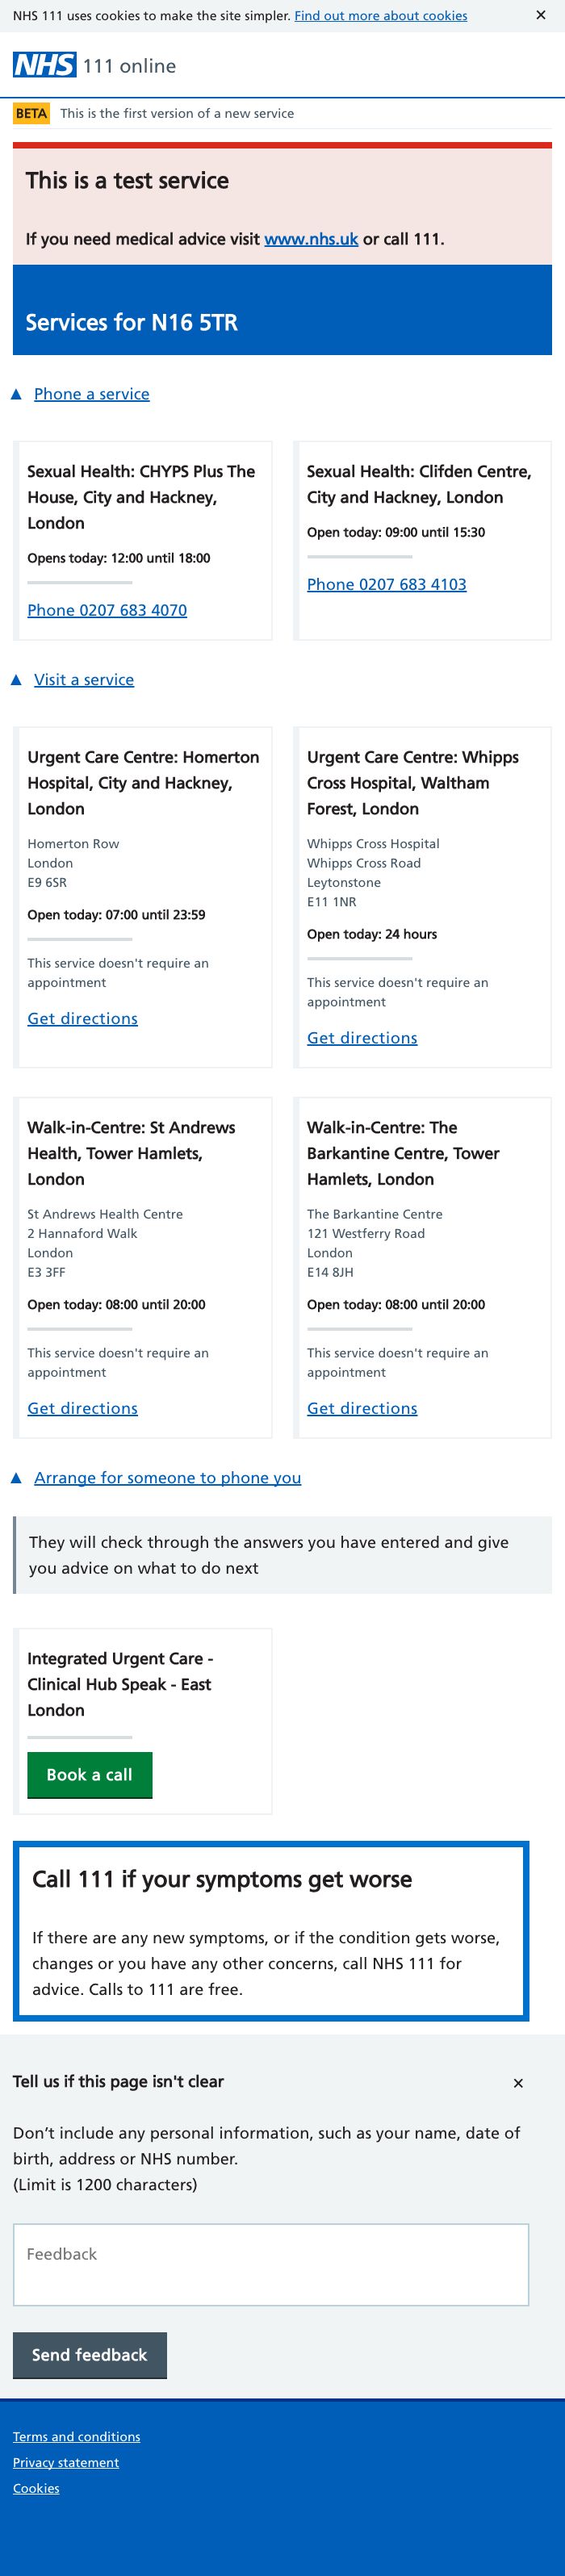 NHS 111 uses cookies to make the site simpler. Find out more about cookies ✕
NHS 111 online
BETA This is the first version of a new service
This is a test service
If you need medical advice visit www.nhs.uk or call 111.
Services for N16 5TR
▲ Phone a service
Sexual Health: CHYPS Plus The
House, City and Hackney,
London
Opens today: 12:00 until 18:00
Phone 0207 683 4070
Sexual Health: Clifden Centre,
City and Hackney, London
Open today: 09:00 until 15:30
Phone 0207 683 4103
▲ Visit a service
Urgent Care Centre: Homerton
Hospital, City and Hackney,
London
Homerton Row
London
E9 6SR
Open today: 07:00 until 23:59
This service doesn't require an
appointment
Get directions
Urgent Care Centre: Whipps
Cross Hospital, Waltham
Forest, London
Whipps Cross Hospital
Whipps Cross Road
Leytonstone
E11 1NR
Open today: 24 hours
This service doesn't require an
appointment
Get directions
Walk-in-Centre: St Andrews
Health, Tower Hamlets,
London
St Andrews Health Centre
2 Hannaford Walk
London
E3 3FF
Open today: 08:00 until 20:00
This service doesn't require an
appointment
Get directions
Walk-in-Centre: The
Barkantine Centre, Tower
Hamlets, London
The Barkantine Centre
121 Westferry Road
London
E14 8JH
Open today: 08:00 until 20:00
This service doesn't require an
appointment
Get directions
▲ Arrange for someone to phone you
They will check through the answers you have entered and give
you advice on what to do next
Integrated Urgent Care -
Clinical Hub Speak - East
London
Book a call
Call 111 if your symptoms get worse
If there are any new symptoms, or if the condition gets worse,
changes or you have any other concerns, call NHS 111 for
advice. Calls to 111 are free.
Tell us if this page isn't clear ✕
Don’t include any personal information, such as your name, date of
birth, address or NHS number.
(Limit is 1200 characters)
Feedback
Send feedback
Terms and conditions
Privacy statement
Cookies